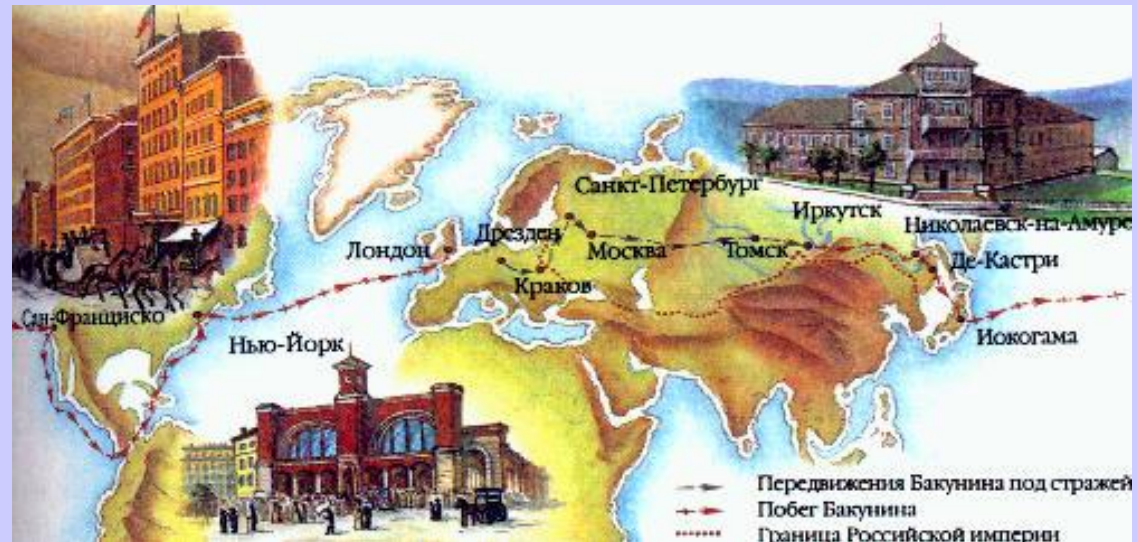 Санкт-Петербург
Иркутск
Николаевск-на-Амуре
Лондон
Дрезден
Москва
Томск
Де-Кастри
Краков
Сан-Франциско
Нью-Йорк
Иокогама
Передвижения Бакунина под стражей
Побег Бакунина
Граница Российской империи